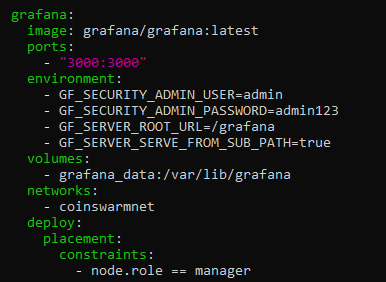 grafana:
  image: grafana/grafana:latest
  ports:
    - "3000:3000"
  environment:
    - GF_SECURITY_ADMIN_USER=admin
    - GF_SECURITY_ADMIN_PASSWORD=admin123
    - GF_SERVER_ROOT_URL=/grafana
    - GF_SERVER_SERVE_FROM_SUB_PATH=true
  volumes:
    - grafana_data:/var/lib/grafana
  networks:
    - coinswarmnet
  deploy:
    placement:
      constraints:
        - node.role == manager